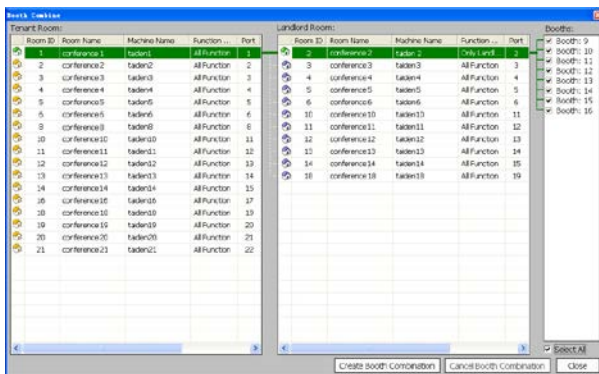 Booth Combine
Tenant Room:
Room ID Room Name Machine Name Function ... Port
1 conference 1 taiden1 All Function 1
2 conference2 taiden2 All Function 2
3 conference3 taiden3 All Function 3
4 conference4 taiden4 All Function 4
5 conference5 taiden5 All Function 5
6 conference6 taiden6 All Function 6
8 conference8 taiden8 All Function 8
10 conference10 taiden10 All Function 11
11 conference11 taiden11 All Function 12
12 conference12 taiden12 All Function 13
13 conference13 taiden13 All Function 14
14 conference14 taiden14 All Function 15
16 conference16 taiden16 All Function 17
18 conference18 taiden18 All Function 19
19 conference19 taiden19 All Function 20
20 conference20 taiden20 All Function 21
21 conference21 taiden21 All Function 22
Landlord Room:
Room ID Room Name Machine Name Function ... Port
2 conference2 taiden 2 Only Landl... 2
3 conference3 taiden3 All Function 3
4 conference4 taiden4 All Function 4
5 conference5 taiden5 All Function 5
6 conference6 taiden6 All Function 6
10 conference10 taiden10 All Function 11
11 conference11 taiden11 All Function 12
12 conference12 taiden12 All Function 13
13 conference13 taiden13 All Function 14
14 conference14 taiden14 All Function 15
18 conference18 taiden18 All Function 19
Booths:
Booth: 9
Booth: 10
Booth: 11
Booth: 12
Booth: 13
Booth: 14
Booth: 15
Booth: 16
Select All
Create Booth Combination
Cancel Booth Combination
Close